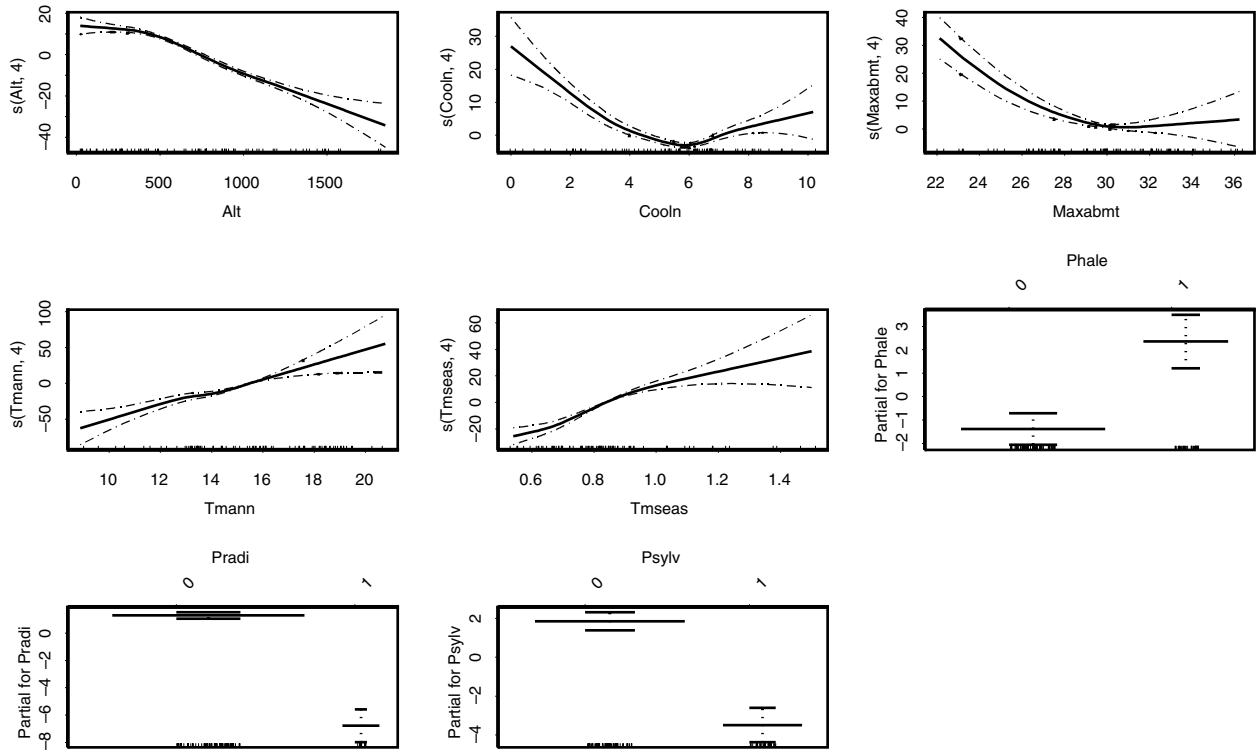 s(Alt, 4)
20
0
−20
−40
0 500 1000 1500
Alt
s(Cooln, 4)
30
20
10
0
0 2 4 6 8 10
Cooln
s(Maxabmt, 4)
40
30
20
10
0
22 24 26 28 30 32 34 36
Maxabmt
s(Tmann, 4)
100
50
0
−50
10 12 14 16 18 20
Tmann
s(Tmseas, 4)
60
40
20
0
−20
0.6 0.8 1.0 1.2 1.4
Tmseas
Phale
0 1
Partial for Phale
3
2
1
0
−1
−2
Pradi
0 1
Partial for Pradi
0
−2
−4
−6
−8
Psylv
0 1
Partial for Psylv
2
0
−2
−4